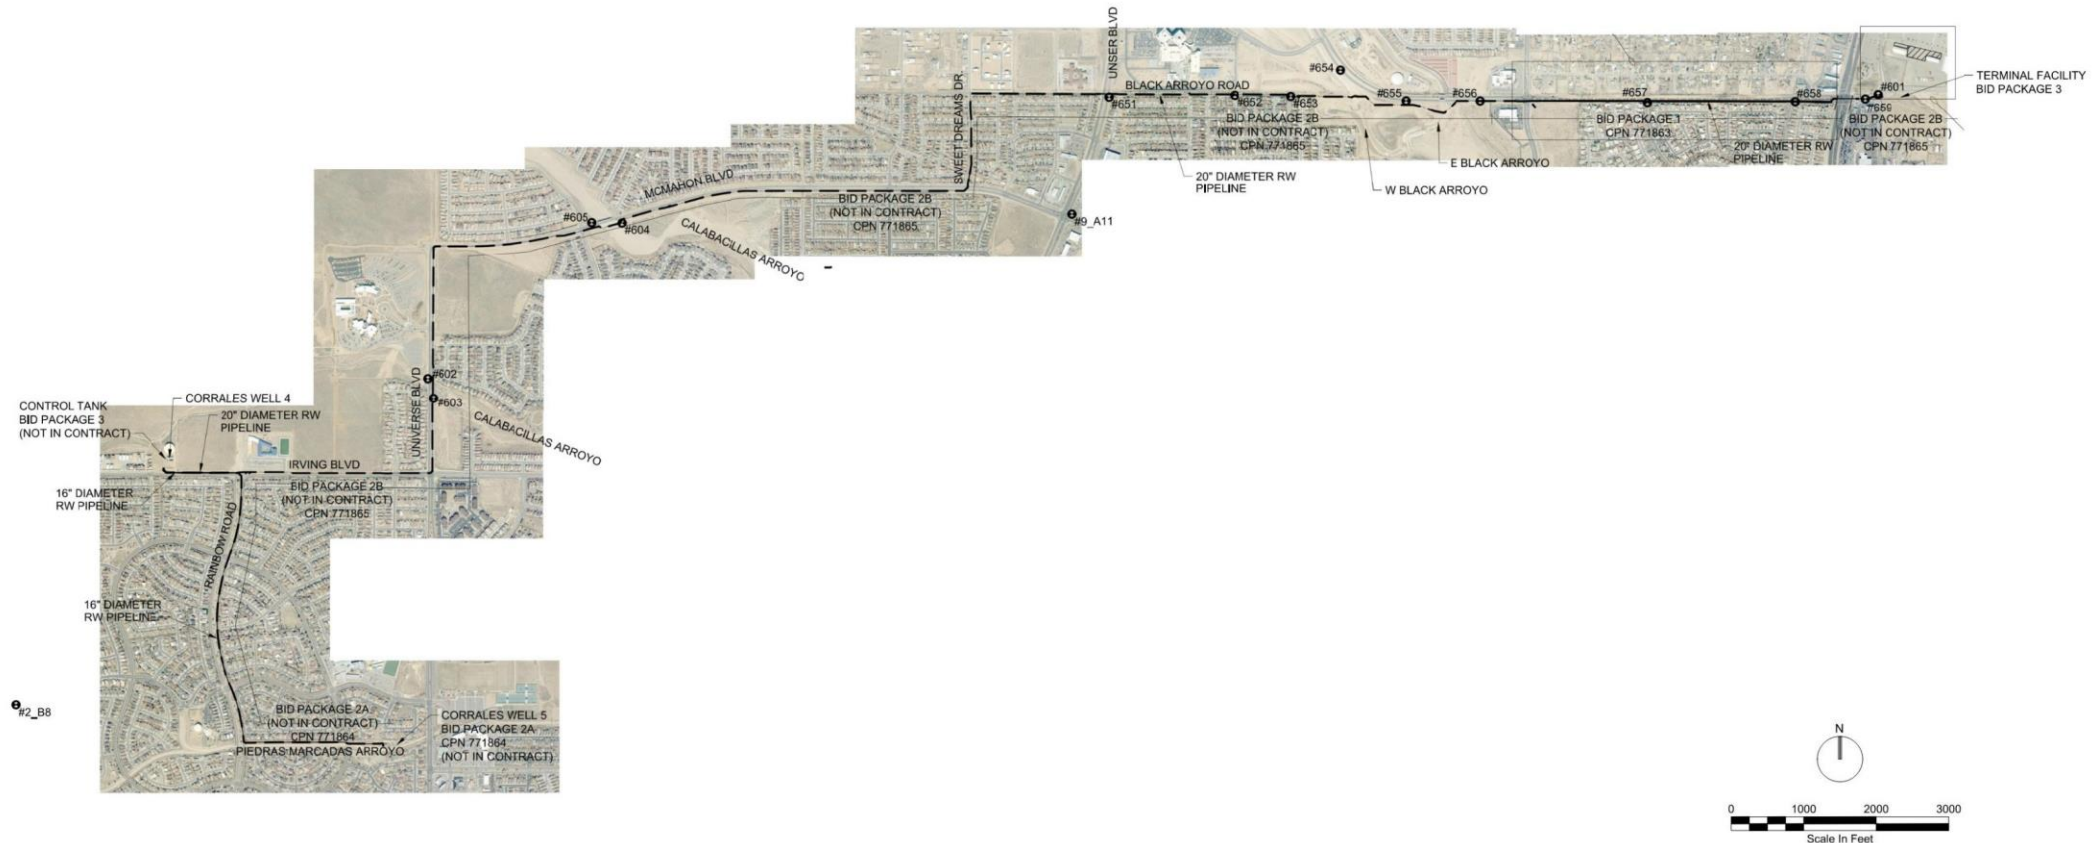 UNSER BLVD
#654
TERMINAL FACILITY
BID PACKAGE 3
BLACK ARROYO ROAD
#651
#652
#653
#655
#656
#657
#658
#601
#659
SWEET DREAMS DR.
BID PACKAGE 2B
(NOT IN CONTRACT)
CPN 771865
BID PACKAGE 1
CPN 771863
BID PACKAGE 2B
(NOT IN CONTRACT)
CPN 771865
20" DIAMETER RW
PIPELINE
E BLACK ARROYO
20" DIAMETER RW
PIPELINE
W BLACK ARROYO
MCMAHON BLVD
BID PACKAGE 2B
(NOT IN CONTRACT)
CPN 771865
#605
#604
#9_A11
CALABACILLAS ARROYO
UNIVERSE BLVD
#602
#603
CALABACILLAS ARROYO
CONTROL TANK
BID PACKAGE 3
(NOT IN CONTRACT)
CORRALES WELL 4
20" DIAMETER RW
PIPELINE
IRVING BLVD
16" DIAMETER
RW PIPELINE
BID PACKAGE 2B
(NOT IN CONTRACT)
CPN 771865
RAINBOW ROAD
16" DIAMETER
RW PIPELINE
#2_B8
BID PACKAGE 2A
(NOT IN CONTRACT)
CPN 771864
PIEDRAS MARCADAS ARROYO
CORRALES WELL 5
BID PACKAGE 2A
CPN 771864
(NOT IN CONTRACT)
N
0 1000 2000 3000
Scale In Feet